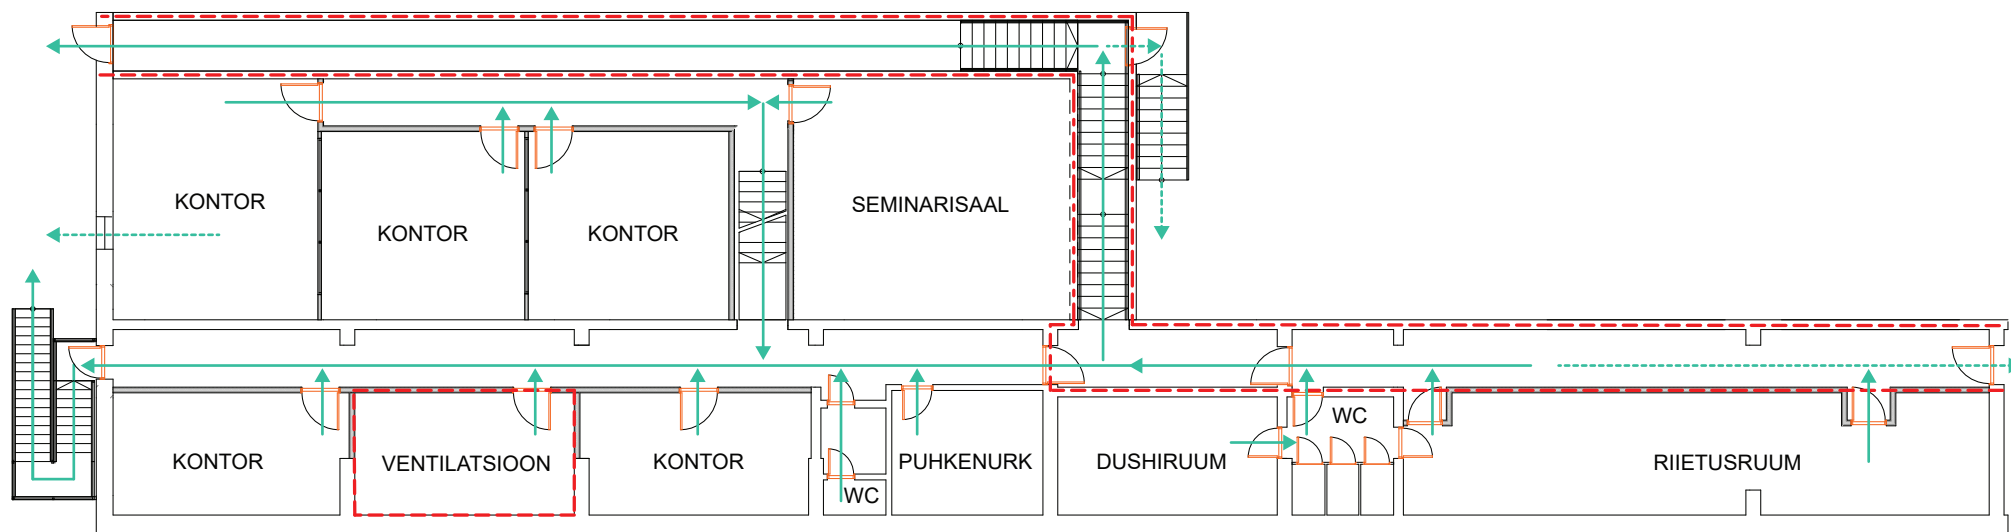 KONTOR
SEMINARISAAL
KONTOR
KONTOR
WC
KONTOR
VENTILATSIOON
KONTOR
PUHKENURK
DUSHIRUUM
RIIETUSRUUM
WC